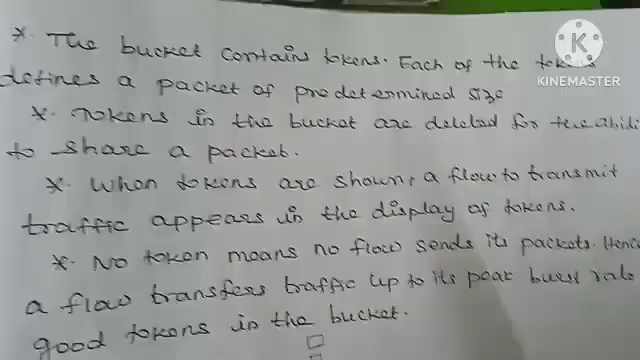 *. The bucket contains tokens. Each of the tokens
defines a packet of predetermined size
*. Tokens in the bucket are deleted for the abili
to share a packet.
*. When tokens are shown, a flow to transmit
traffic appears in the display of tokens.
*. No token means no flow sends its packets. Hence
a flow transfers traffic up to its peak burst rate
good tokens in the bucket.
K
KINEMASTER